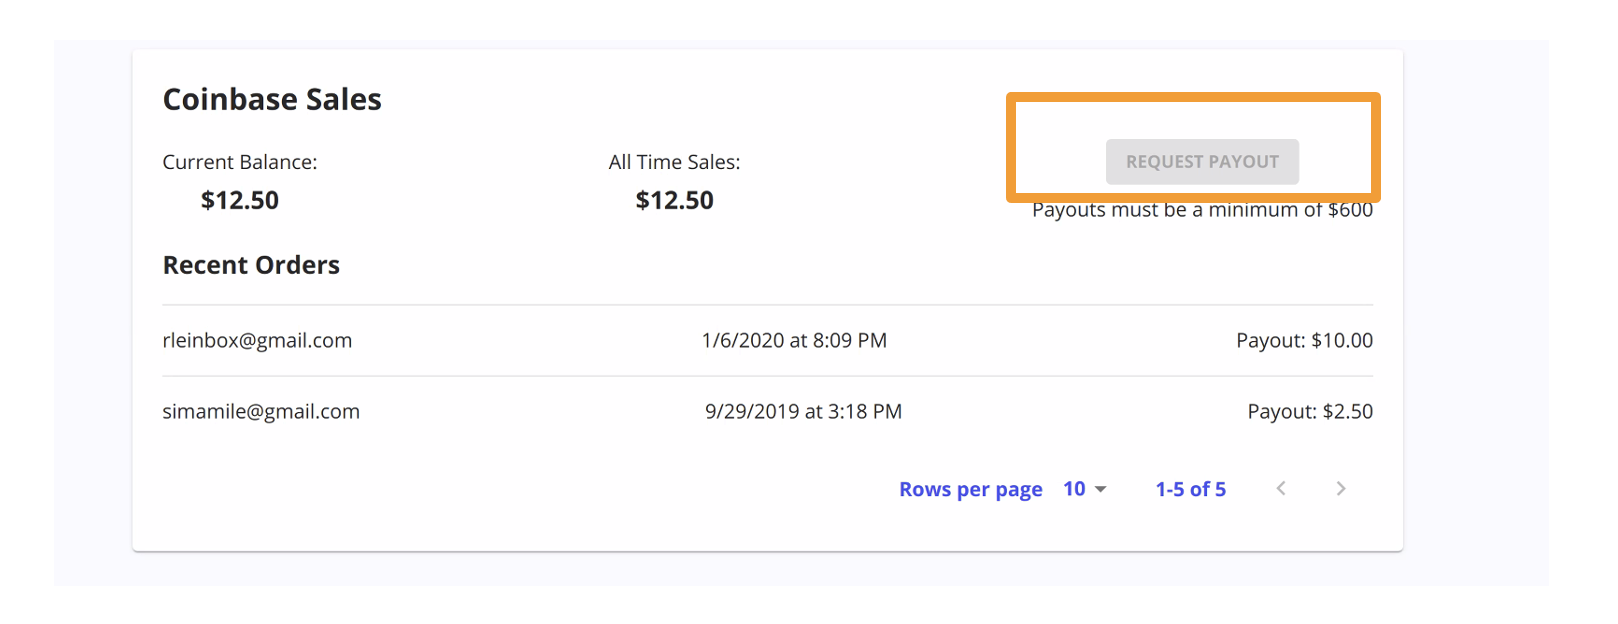 Coinbase Sales
Current Balance: All Time Sales: REQUEST PAYOUT
$12.50 $12.50
Payouts must be a minimum of $600
Recent Orders
rleinbox@gmail.com 1/6/2020 at 8:09 PM Payout: $10.00
simamile@gmail.com 9/29/2019 at 3:18 PM Payout: $2.50
Rows per page 10 1-5 of 5